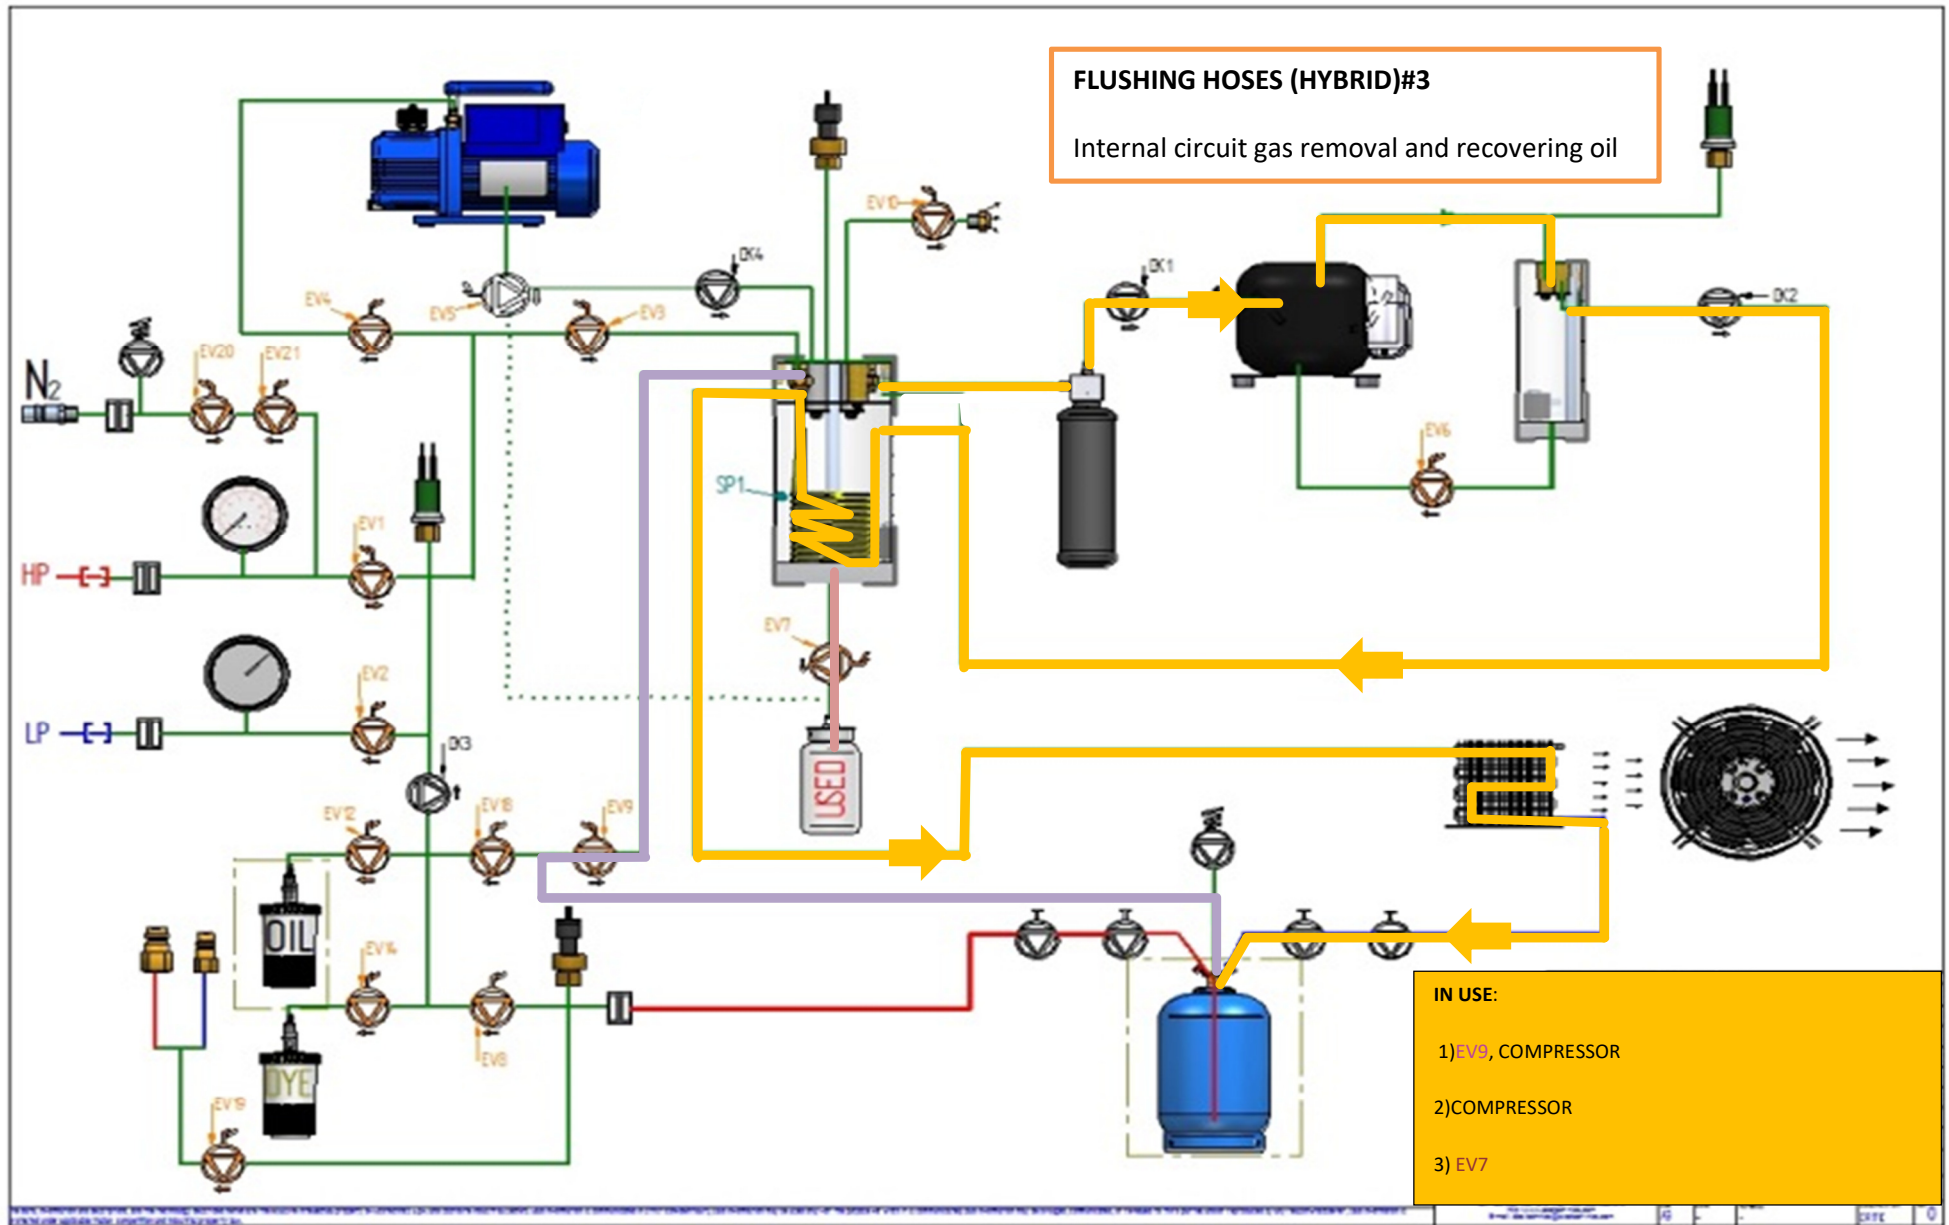 FLUSHING HOSES (HYBRID)#3
Internal circuit gas removal and recovering oil
EV10
CK4
CK1
CK2
EV4
EV5
EV3
N2
EV20
EV21
EV6
SP1
EV1
HP
EV7
EV2
LP
CK3
USED
EV12
EV18
EV9
OIL
EV14
EV8
DYE
EV19
IN USE:
1)EV9, COMPRESSOR
2)COMPRESSOR
3) EV7